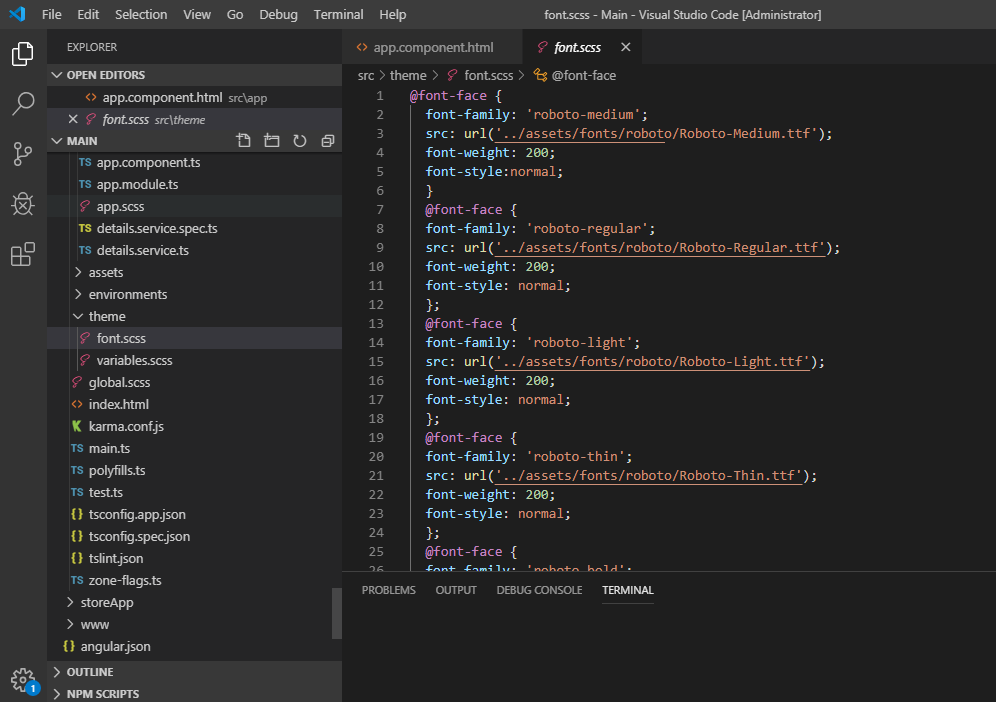 File Edit Selection View Go Debug Terminal Help font.scss - Main - Visual Studio Code [Administrator]
EXPLORER
OPEN EDITORS
app.component.html src\app
font.scss src\theme
MAIN
TS app.component.ts
TS app.module.ts
app.scss
TS details.service.spec.ts
TS details.service.ts
assets
environments
theme
font.scss
variables.scss
global.scss
index.html
karma.conf.js
TS main.ts
TS polyfills.ts
TS test.ts
{} tsconfig.app.json
{} tsconfig.spec.json
{} tslint.json
TS zone-flags.ts
storeApp
www
{} angular.json
OUTLINE
NPM SCRIPTS
1
app.component.html font.scss
src > theme > font.scss > @font-face
1 @font-face {
2 font-family: 'roboto-medium';
3 src: url('../assets/fonts/roboto/Roboto-Medium.ttf');
4 font-weight: 200;
5 font-style:normal;
6 }
7 @font-face {
8 font-family: 'roboto-regular';
9 src: url('../assets/fonts/roboto/Roboto-Regular.ttf');
10 font-weight: 200;
11 font-style: normal;
12 };
13 @font-face {
14 font-family: 'roboto-light';
15 src: url('../assets/fonts/roboto/Roboto-Light.ttf');
16 font-weight: 200;
17 font-style: normal;
18 };
19 @font-face {
20 font-family: 'roboto-thin';
21 src: url('../assets/fonts/roboto/Roboto-Thin.ttf');
22 font-weight: 200;
23 font-style: normal;
24 };
25 @font-face {
26 font-family: 'roboto-bold';
PROBLEMS OUTPUT DEBUG CONSOLE TERMINAL